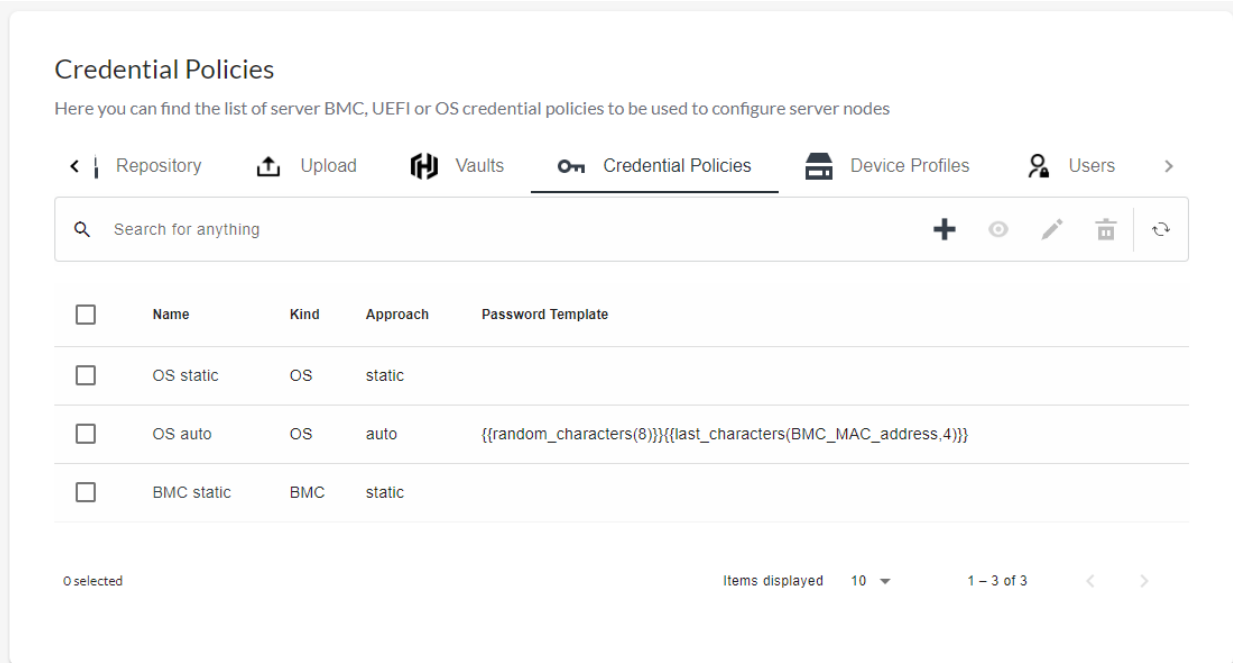 Credential Policies
Here you can find the list of server BMC, UEFI or OS credential policies to be used to configure server nodes
Repository Upload Vaults Credential Policies Device Profiles Users
Search for anything
Name Kind Approach Password Template
OS static OS static
OS auto OS auto {{random_characters(8)}}{{last_characters(BMC_MAC_address,4)}}
BMC static BMC static
0 selected Items displayed 10 1 – 3 of 3